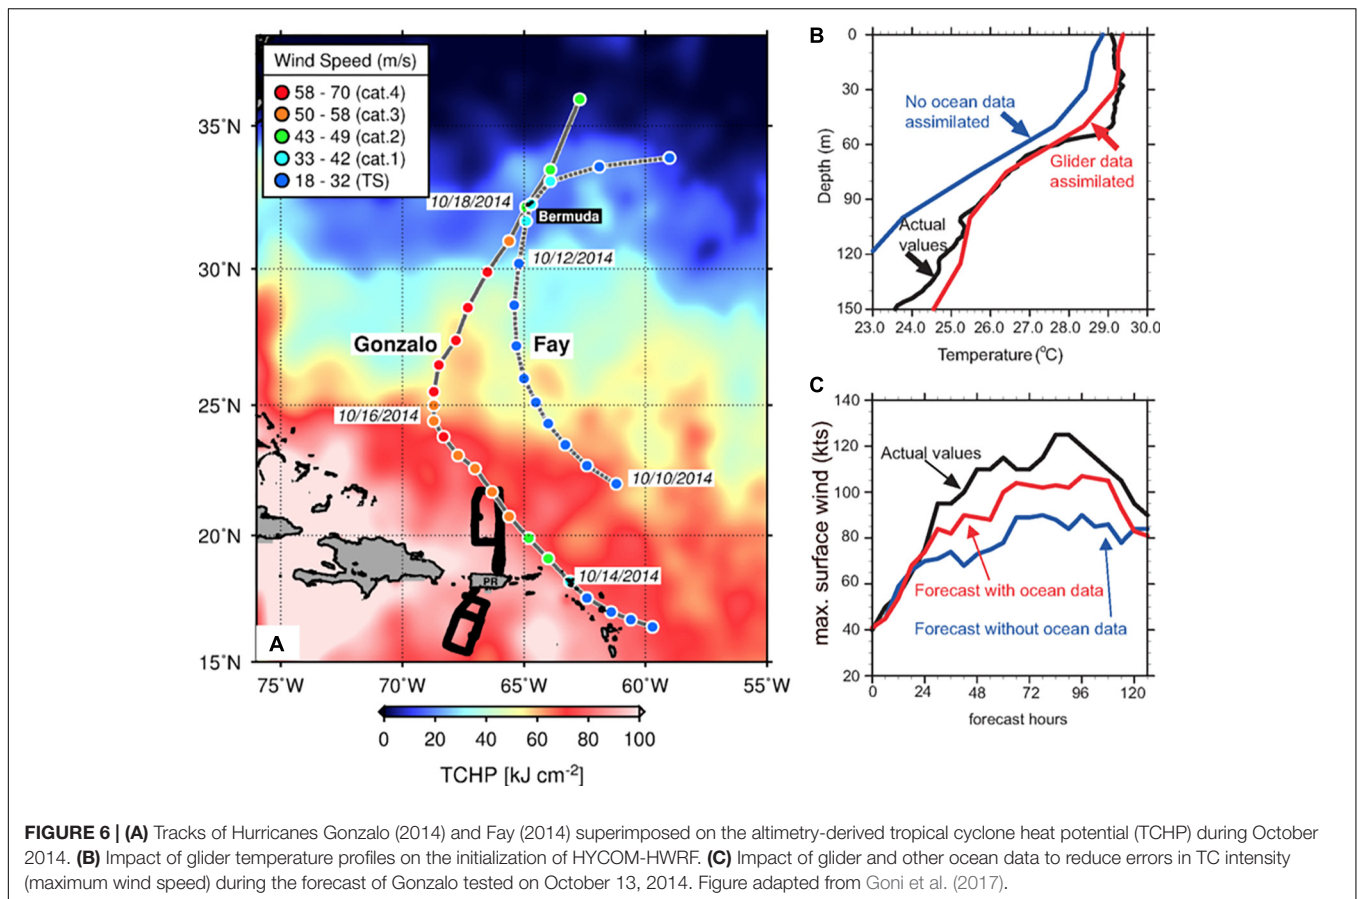 Wind Speed (m/s)
58 - 70 (cat.4)
50 - 58 (cat.3)
43 - 49 (cat.2)
33 - 42 (cat.1)
18 - 32 (TS)
35°N
30°N
25°N
20°N
15°N
10/18/2014
Bermuda
10/12/2014
Gonzalo
Fay
10/16/2014
10/10/2014
10/14/2014
PR
A
75°W 70°W 65°W 60°W 55°W
0 20 40 60 80 100
TCHP [kJ cm-2]
B
0
30
60
90
120
150
Depth (m)
No ocean data
assimilated
Glider data
assimilated
Actual
values
23.0 24.0 25.0 26.0 27.0 28.0 29.0 30.0
Temperature (°C)
C
140
120
100
80
60
40
20
max. surface wind (kts)
Actual values
Forecast with ocean data
Forecast without ocean data
0 24 48 72 96 120
forecast hours
FIGURE 6 | (A) Tracks of Hurricanes Gonzalo (2014) and Fay (2014) superimposed on the altimetry-derived tropical cyclone heat potential (TCHP) during October
2014. (B) Impact of glider temperature profiles on the initialization of HYCOM-HWRF. (C) Impact of glider and other ocean data to reduce errors in TC intensity
(maximum wind speed) during the forecast of Gonzalo tested on October 13, 2014. Figure adapted from Goni et al. (2017).